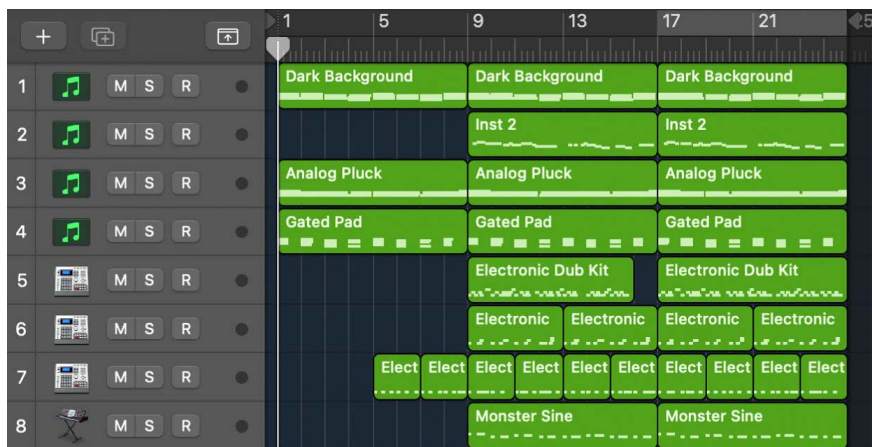 1 5 9 13 17 21 25
+
1 M S R Dark Background Dark Background Dark Background
2 M S R Inst 2 Inst 2
3 M S R Analog Pluck Analog Pluck Analog Pluck
4 M S R Gated Pad Gated Pad Gated Pad
5 M S R Electronic Dub Kit Electronic Dub Kit
6 M S R Electronic Electronic Electronic Electronic
7 M S R Elect Elect Elect Elect Elect Elect Elect Elect Elect Elect
8 M S R Monster Sine Monster Sine